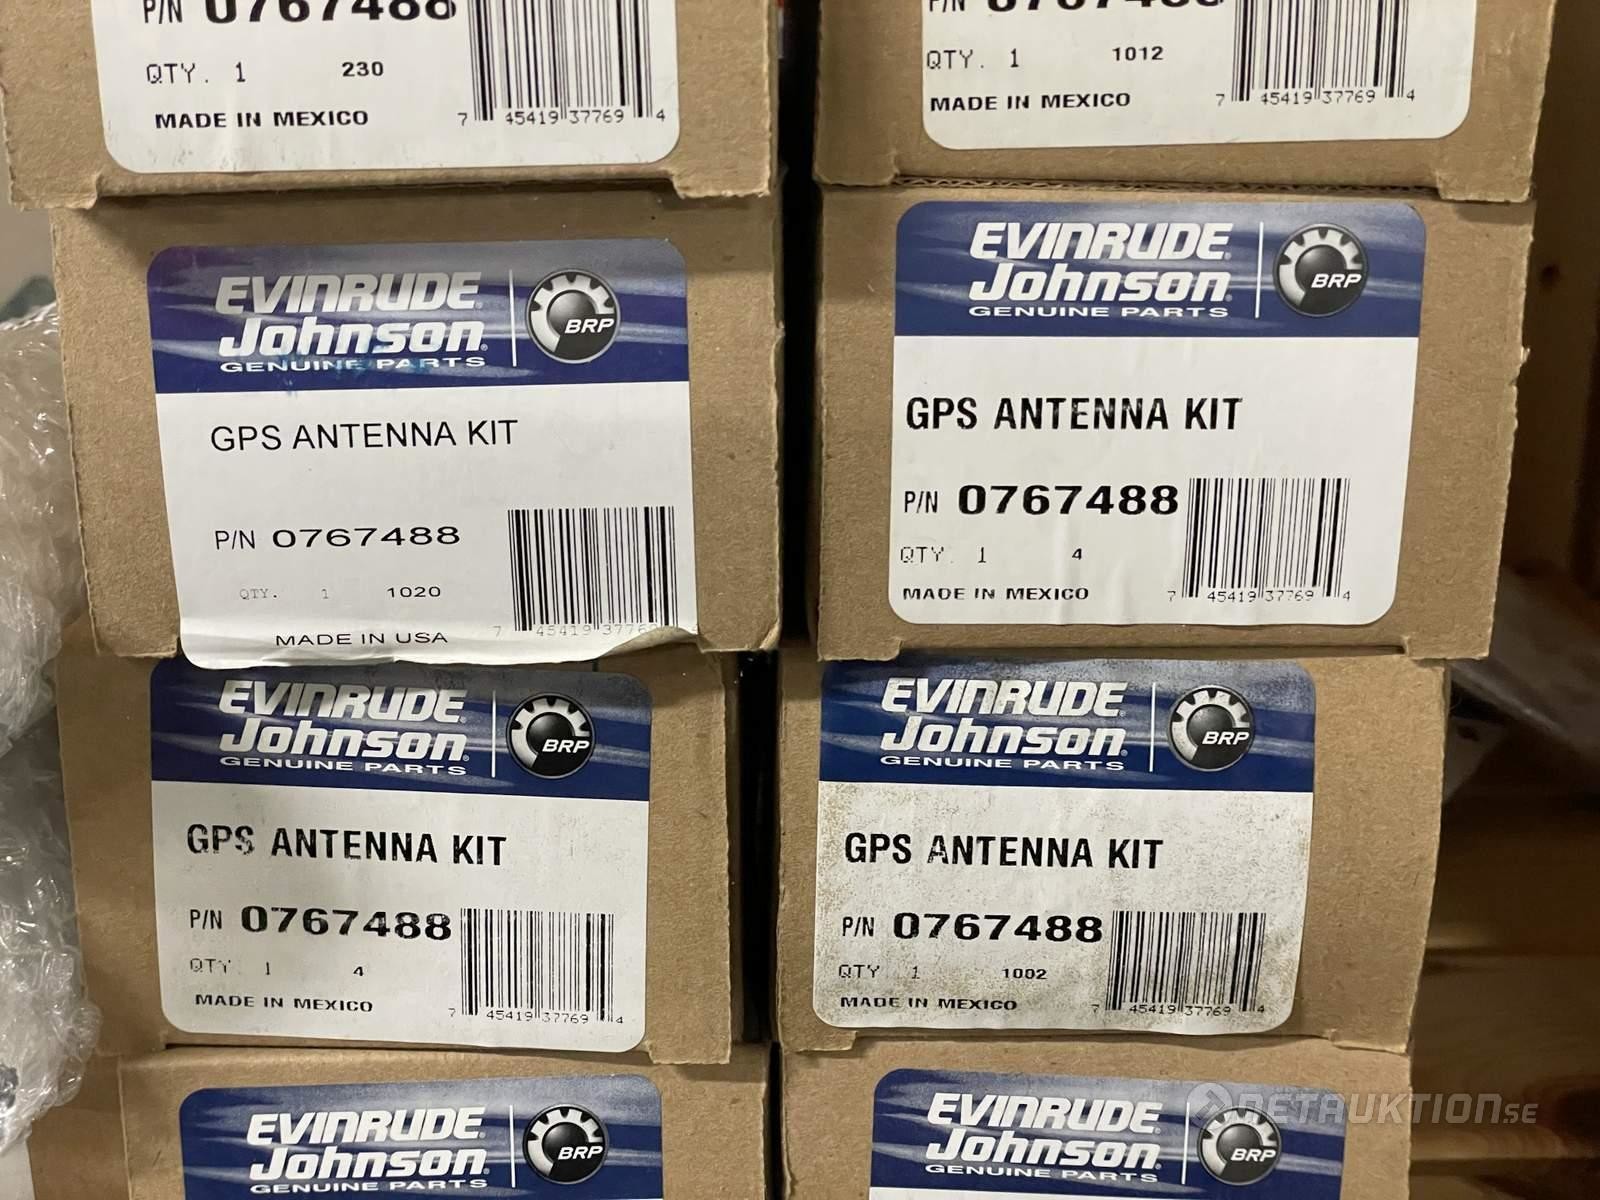 P/N 0767488
QTY. 1 230
MADE IN MEXICO
7 45419 37769 4
P/N 0767488
QTY. 1 1012
MADE IN MEXICO
7 45419 37769 4
EVINRUDE
Johnson
GENUINE PARTS
BRP
GPS ANTENNA KIT
P/N 0767488
QTY. 1 1020
MADE IN USA
7 45419 37769
EVINRUDE
Johnson
GENUINE PARTS
BRP
GPS ANTENNA KIT
P/N 0767488
QTY. 1 4
MADE IN MEXICO
7 45419 37769 4
EVINRUDE
Johnson
GENUINE PARTS
BRP
GPS ANTENNA KIT
P/N 0767488
QTY 1 4
MADE IN MEXICO
7 45419 37769 4
EVINRUDE
Johnson
GENUINE PARTS
BRP
GPS ANTENNA KIT
P/N 0767488
QTY 1 1002
MADE IN MEXICO
7 45419 37769 4
EVINRUDE
Johnson
GENUINE PARTS
BRP
EVINRUDE
Johnson
GENUINE PARTS
BRP
RETAUKTION.SE